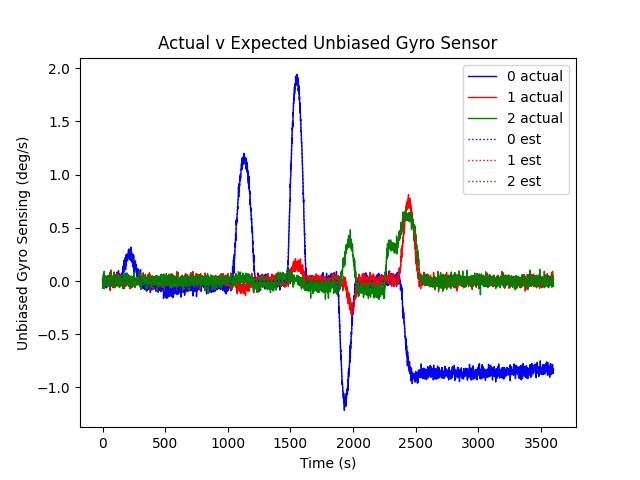 Actual v Expected Unbiased Gyro Sensor
2.0
1.5
1.0
0.5
0.0
−0.5
−1.0
Unbiased Gyro Sensing (deg/s)
0 actual
1 actual
2 actual
0 est
1 est
2 est
0 500 1000 1500 2000 2500 3000 3500
Time (s)